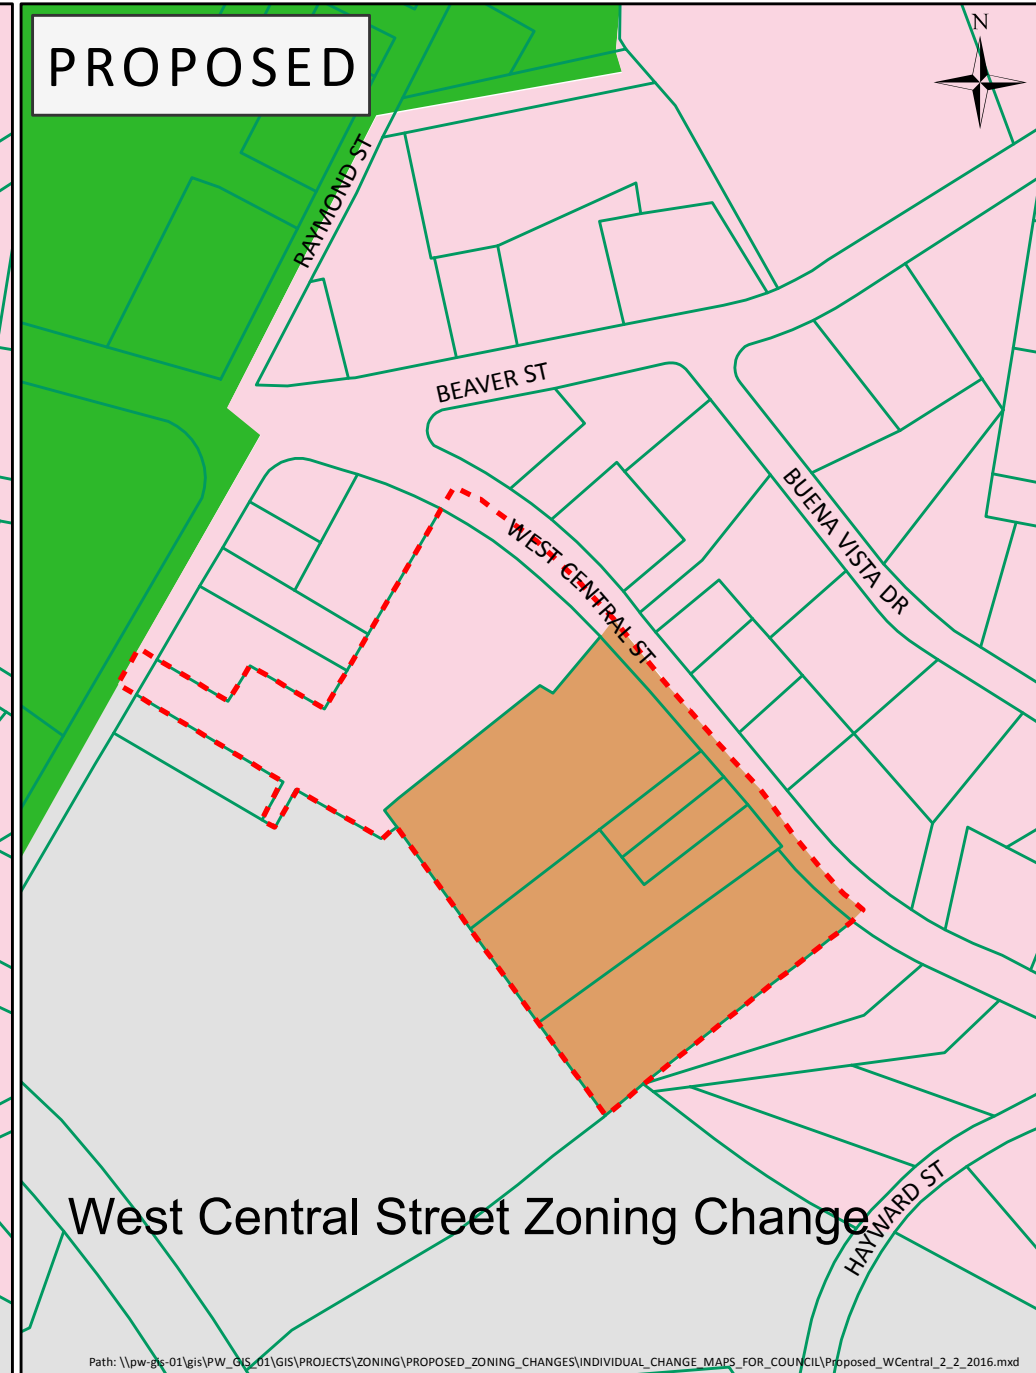 PROPOSED
N
RAYMOND ST
BEAVER ST
BUENA VISTA DR
WEST CENTRAL ST
HAYWARD ST
West Central Street Zoning Change
Path: \\pw-gis-01\gis\PW_GIS_01\GIS\PROJECTS\ZONING\PROPOSED_ZONING_CHANGES\INDIVIDUAL_CHANGE_MAPS_FOR_COUNCIL\Proposed_WCentral_2_2_2016.mxd